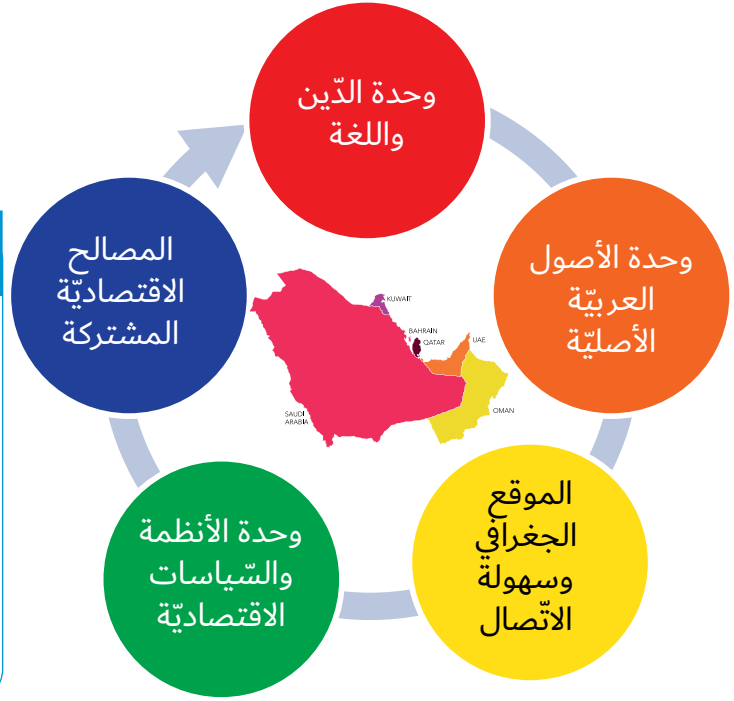 وحدة الدّين
واللغة
وحدة الأصول
العربيّة
الأصليّة
الموقع
الجغرافي
وسهولة
الاتّصال
وحدة الأنظمة
والسّياسات
الاقتصاديّة
المصالح
الاقتصاديّة
المشتركة
KUWAIT
BAHRAIN
QATAR
UAE
OMAN
SAUDI
ARABIA